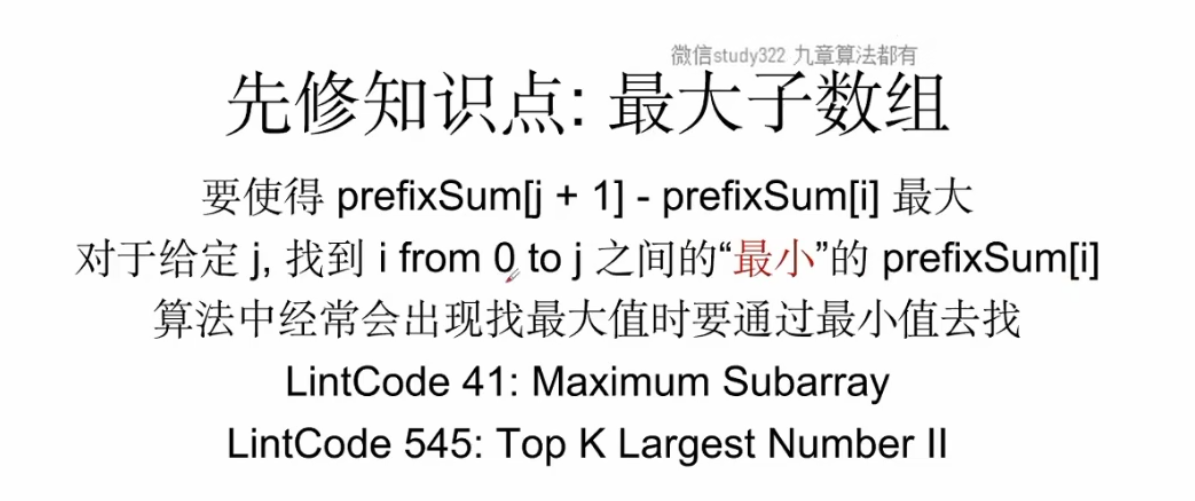 微信study322 九章算法都有
先修知识点: 最大子数组
要使得 prefixSum[j + 1] - prefixSum[i] 最大
对于给定 j, 找到 i from 0 to j 之间的“最小”的 prefixSum[i]
算法中经常会出现找最大值时要通过最小值去找
LintCode 41: Maximum Subarray
LintCode 545: Top K Largest Number II